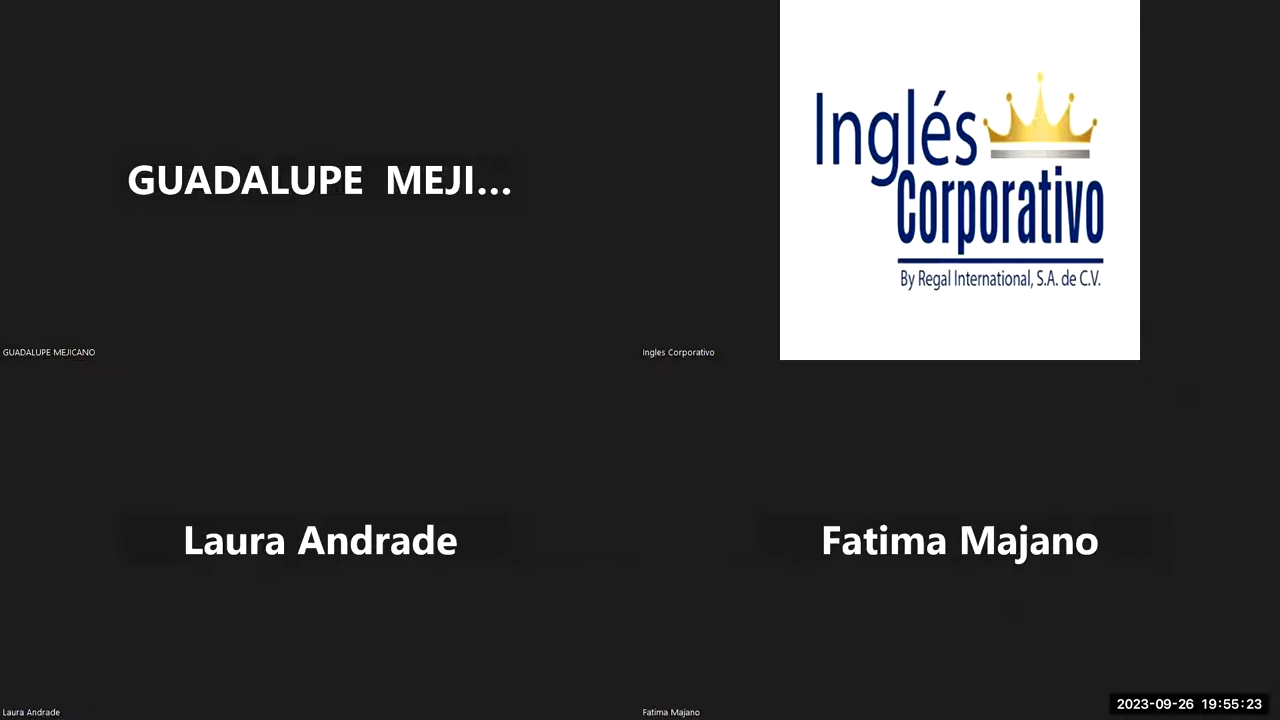 GUADALUPE MEJI...
GUADALUPE MEJICANO
Inglés
Corporativo
By Regal International, S.A. de C.V.
Ingles Corporativo
Laura Andrade
Laura Andrade
Fatima Majano
Fatima Majano
2023-09-26 19:55:23